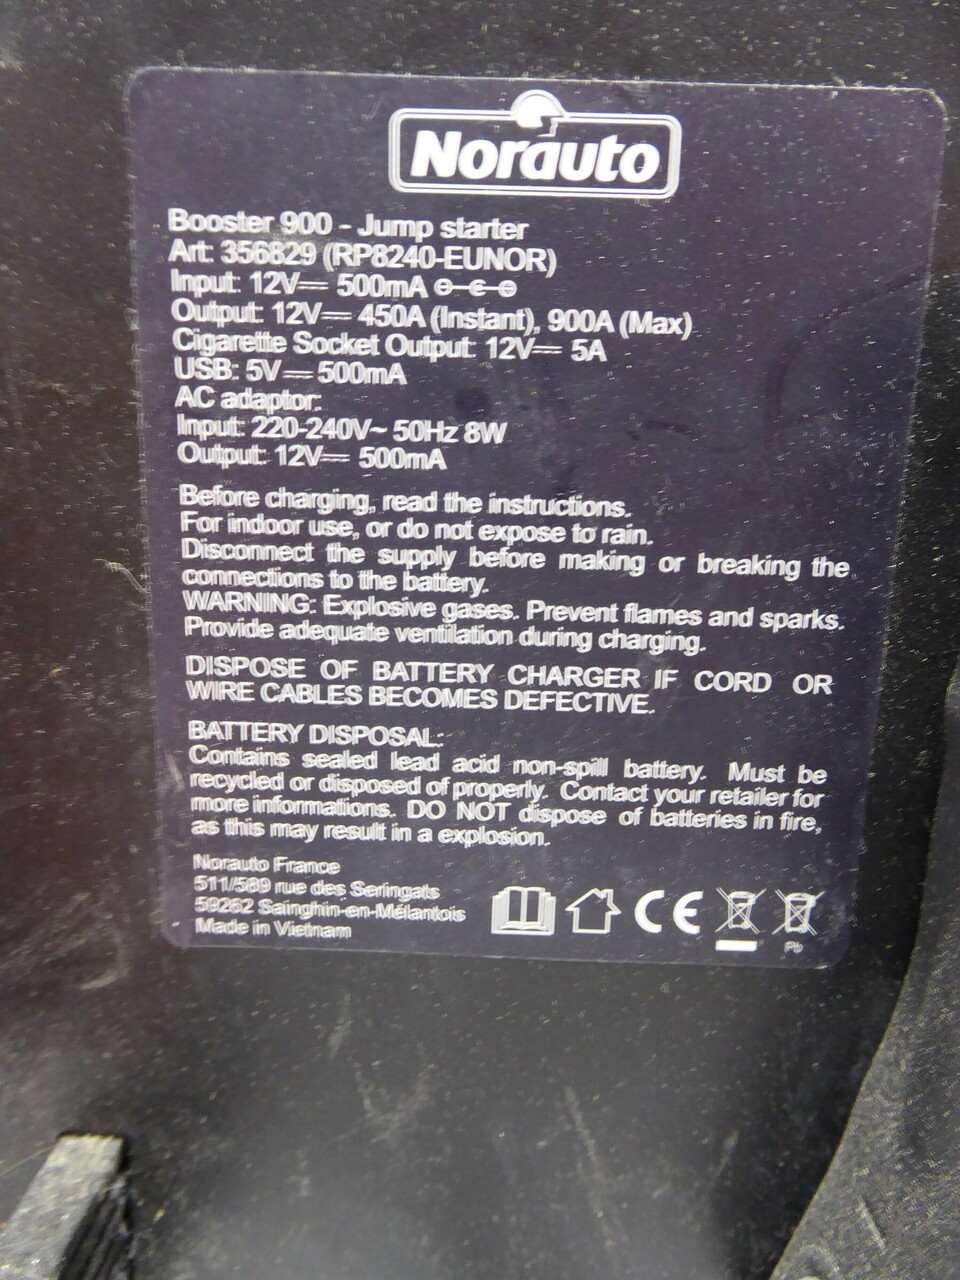 Norauto
Booster 900 - Jump starter
Art: 356829 (RP8240-EUNOR)
Input: 12V⎓ 500mA
Output: 12V⎓ 450A (Instant), 900A (Max)
Cigarette Socket Output: 12V⎓ 5A
USB: 5V⎓ 500mA
AC adaptor:
Input: 220-240V~ 50Hz 8W
Output: 12V⎓ 500mA
Before charging, read the instructions.
For indoor use, or do not expose to rain.
Disconnect the supply before making or breaking the
connections to the battery.
WARNING: Explosive gases. Prevent flames and sparks.
Provide adequate ventilation during charging.
DISPOSE OF BATTERY CHARGER IF CORD OR
WIRE CABLES BECOMES DEFECTIVE.
BATTERY DISPOSAL:
Contains sealed lead acid non-spill battery. Must be
recycled or disposed of properly. Contact your retailer for
more informations. DO NOT dispose of batteries in fire,
as this may result in a explosion.
Norauto France
511/589 rue des Seringats
59262 Sainghin-en-Mélantois
Made in Vietnam
CE
Pb